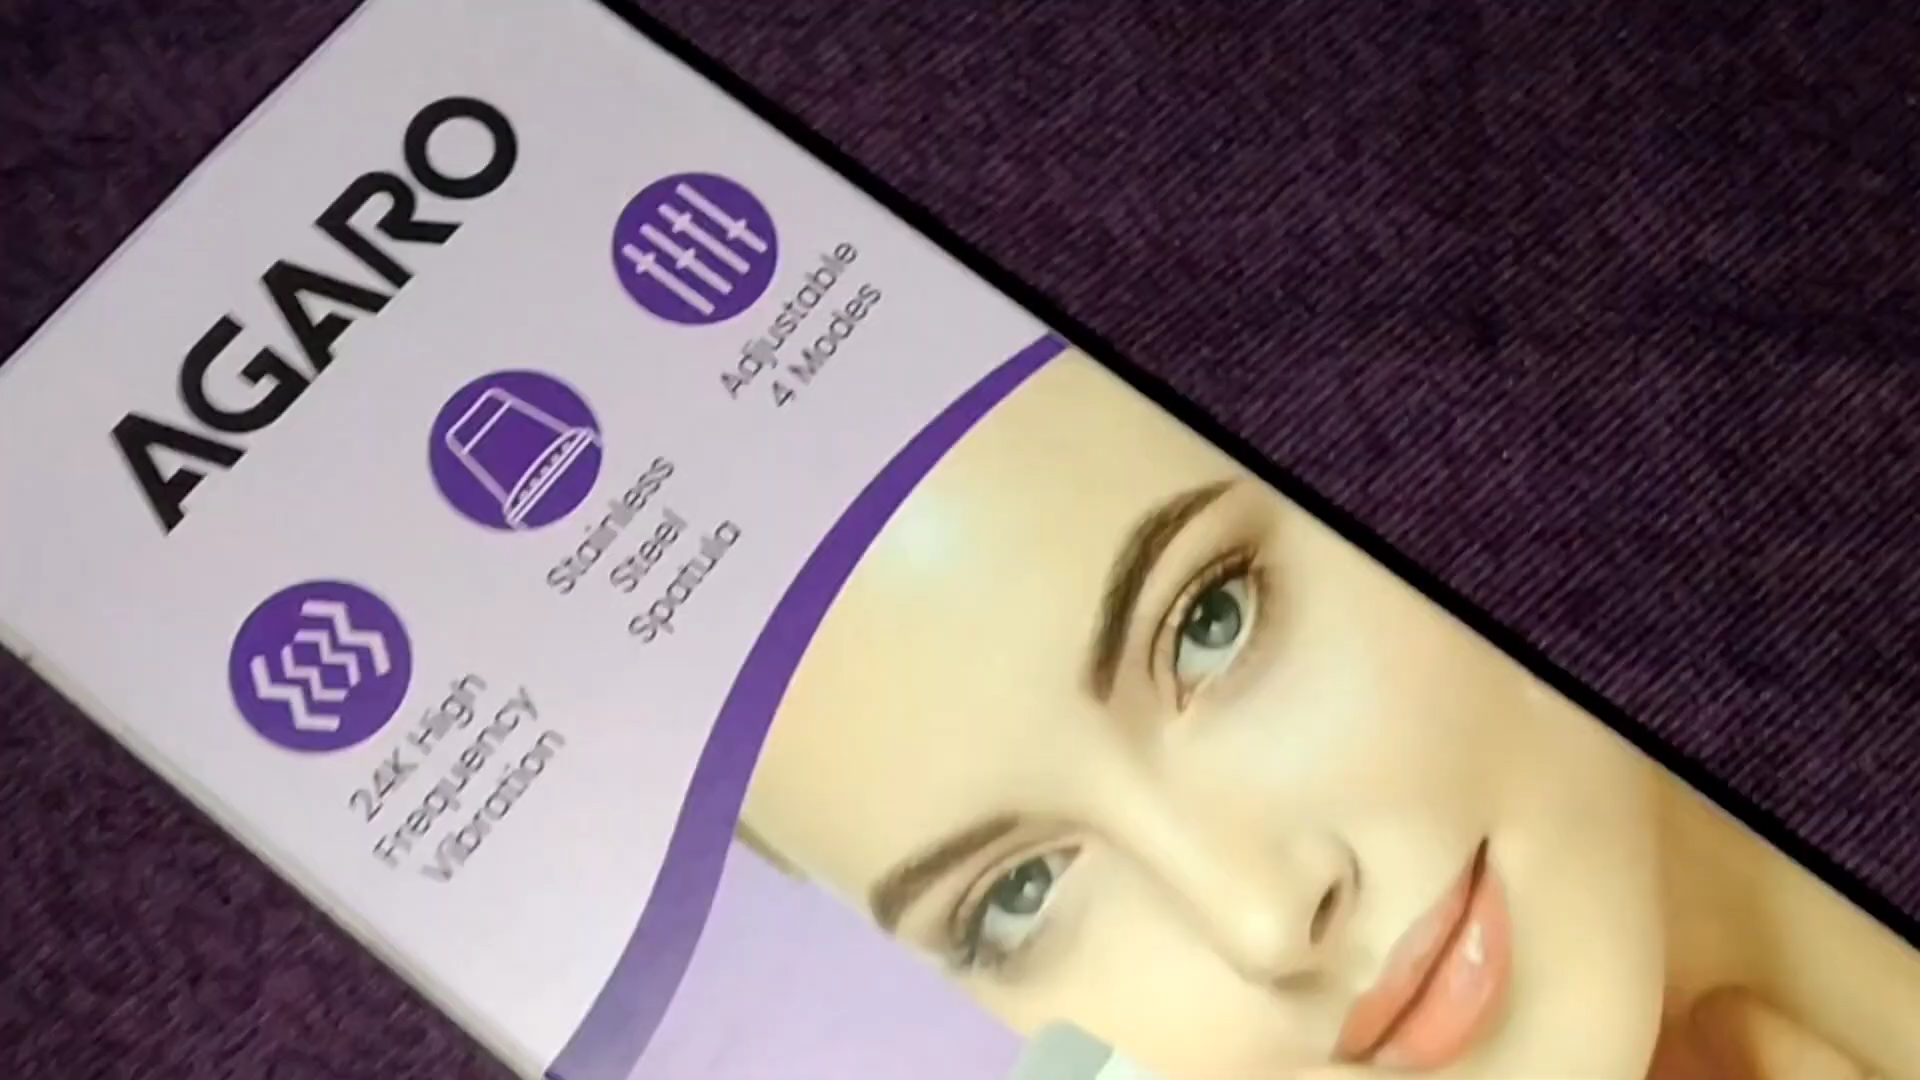 AGARO
24K High
Frequency
Vibration
Stainless
Steel
Spatula
Adjustable
4 Modes